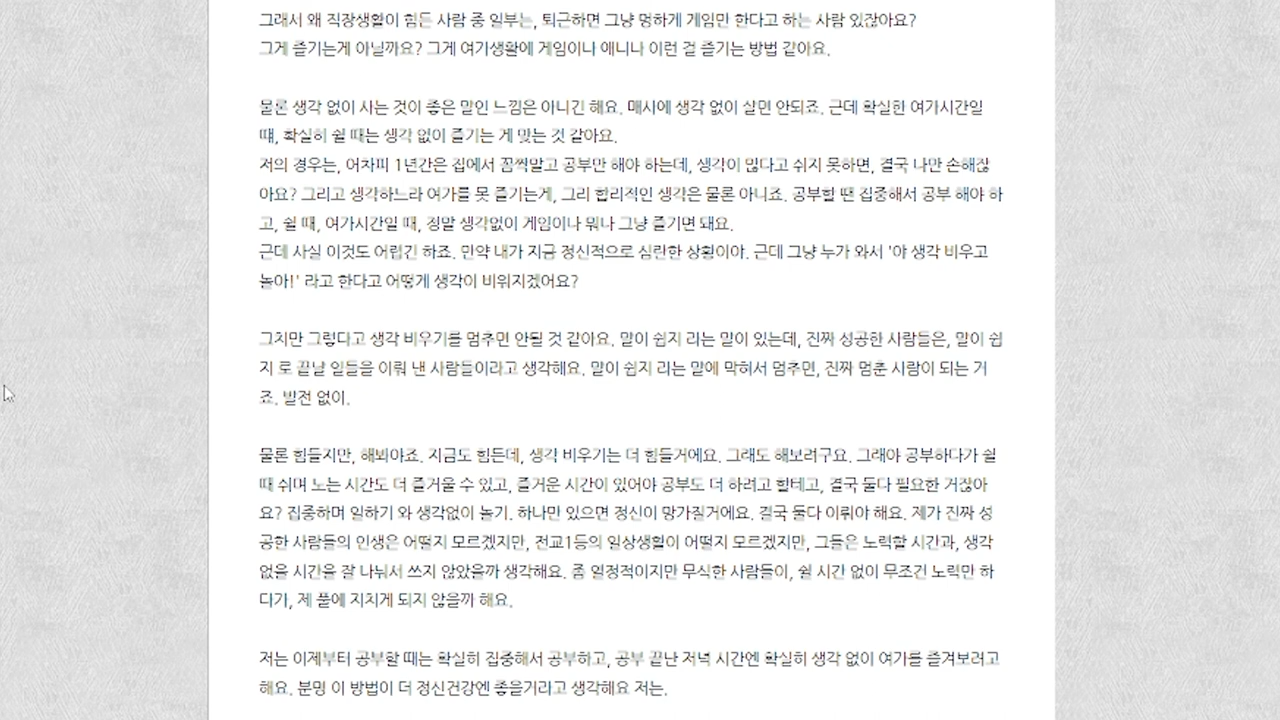 그래서 왜 직장생활이 힘든 사람 중 일부는, 퇴근하면 그냥 멍하게 게임만 한다고 하는 사람 있잖아요?
그게 즐기는게 아닐까요? 그게 여기생활에 게임이나 애니나 이런 걸 즐기는 방법 같아요.
물론 생각 없이 사는 것이 좋은 말인 느낌은 아니긴 해요. 매사에 생각 없이 살면 안되죠. 근데 확실한 여가시간일
때, 확실히 쉴 때는 생각 없이 즐기는 게 맞는 것 같아요.
저의 경우는, 어차피 1년간은 집에서 꼼짝말고 공부만 해야 하는데, 생각이 많다고 쉬지 못하면, 결국 나만 손해잖
아요? 그리고 생각하느라 여가를 못 즐기는게, 그리 합리적인 생각은 물론 아니죠. 공부할 땐 집중해서 공부 해야 하
고, 쉴 때, 여가시간일 때, 정말 생각없이 게임이나 뭐나 그냥 즐기면 돼요.
근데 사실 이것도 어렵긴 하죠. 만약 내가 지금 정신적으로 심란한 상황이야. 근데 그냥 누가 와서 '야 생각 비우고
놀아!' 라고 한다고 어떻게 생각이 비워지겠어요?
그치만 그렇다고 생각 비우기를 멈추면 안될 것 같아요. 말이 쉽지 라는 말이 있는데, 진짜 성공한 사람들은, 말이 쉽
지 로 끝날 일들을 이뤄 낸 사람들이라고 생각해요. 말이 쉽지 라는 말에 막혀서 멈추면, 진짜 멈춘 사람이 되는 거
죠. 발전 없이.
물론 힘들지만, 해봐야죠. 지금도 힘든데, 생각 비우기는 더 힘들거에요. 그래도 해보려구요. 그래야 공부하다가 쉴
때 쉬며 노는 시간도 더 즐거울 수 있고, 즐거운 시간이 있어야 공부도 더 하려고 할테고, 결국 둘다 필요한 거잖아
요? 집중하며 일하기 와 생각없이 놀기. 하나만 있으면 정신이 망가질거에요. 결국 둘다 이뤄야 해요. 제가 진짜 성
공한 사람들의 인생은 어떨지 모르겠지만, 전교1등의 일상생활이 어떨지 모르겠지만, 그들은 노력할 시간과, 생각
없을 시간을 잘 나눠서 쓰지 않았을까 생각해요. 좀 일정적이지만 무식한 사람들이, 쉴 시간 없이 무조건 노력만 하
다가, 제 풀에 지치게 되지 않을까 해요.
저는 이제부터 공부할 때는 확실히 집중해서 공부하고, 공부 끝난 저녁 시간엔 확실히 생각 없이 여가를 즐겨보려고
해요. 분명 이 방법이 더 정신건강엔 좋을거라고 생각해요 저는.